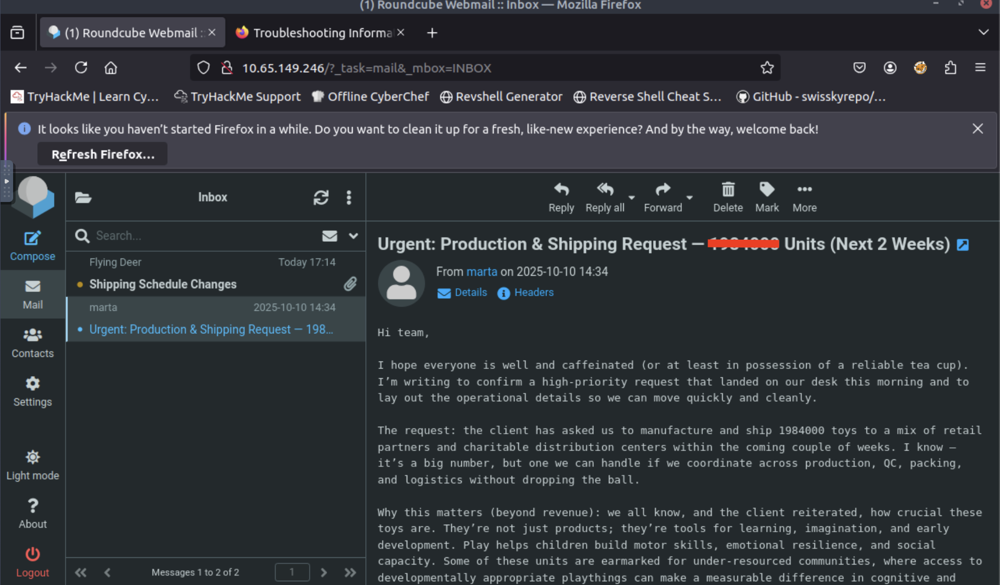 (1) Roundcube Webmail :: Inbox — Mozilla Firefox
(1) Roundcube Webmail :
Troubleshooting Informa
10.65.149.246/?_task=mail&_mbox=INBOX
TryHackMe | Learn Cy...
TryHackMe Support
Offline CyberChef
Revshell Generator
Reverse Shell Cheat S...
GitHub - swisskyrepo/...
It looks like you haven’t started Firefox in a while. Do you want to clean it up for a fresh, like-new experience? And by the way, welcome back!
Refresh Firefox...
Compose
Mail
Contacts
Settings
Light mode
About
Logout
Inbox
Search...
Flying Deer
Today 17:14
Shipping Schedule Changes
marta
2025-10-10 14:34
Urgent: Production & Shipping Request — 198...
Messages 1 to 2 of 2
1
Reply
Reply all
Forward
Delete
Mark
More
Urgent: Production & Shipping Request — Units (Next 2 Weeks)
From marta on 2025-10-10 14:34
Details
Headers
Hi team,
I hope everyone is well and caffeinated (or at least in possession of a reliable tea cup).
I’m writing to confirm a high-priority request that landed on our desk this morning and to
lay out the operational details so we can move quickly and cleanly.
The request: the client has asked us to manufacture and ship 1984000 toys to a mix of retail
partners and charitable distribution centers within the coming couple of weeks. I know —
it’s a big number, but one we can handle if we coordinate across production, QC, packing,
and logistics without dropping the ball.
Why this matters (beyond revenue): we all know, and the client reiterated, how crucial these
toys are. They’re not just products; they’re tools for learning, imagination, and early
development. Play helps children build motor skills, emotional resilience, and social
capacity. Some of these units are earmarked for under-resourced communities, where access to
developmentally appropriate playthings can make a measurable difference in cognitive and